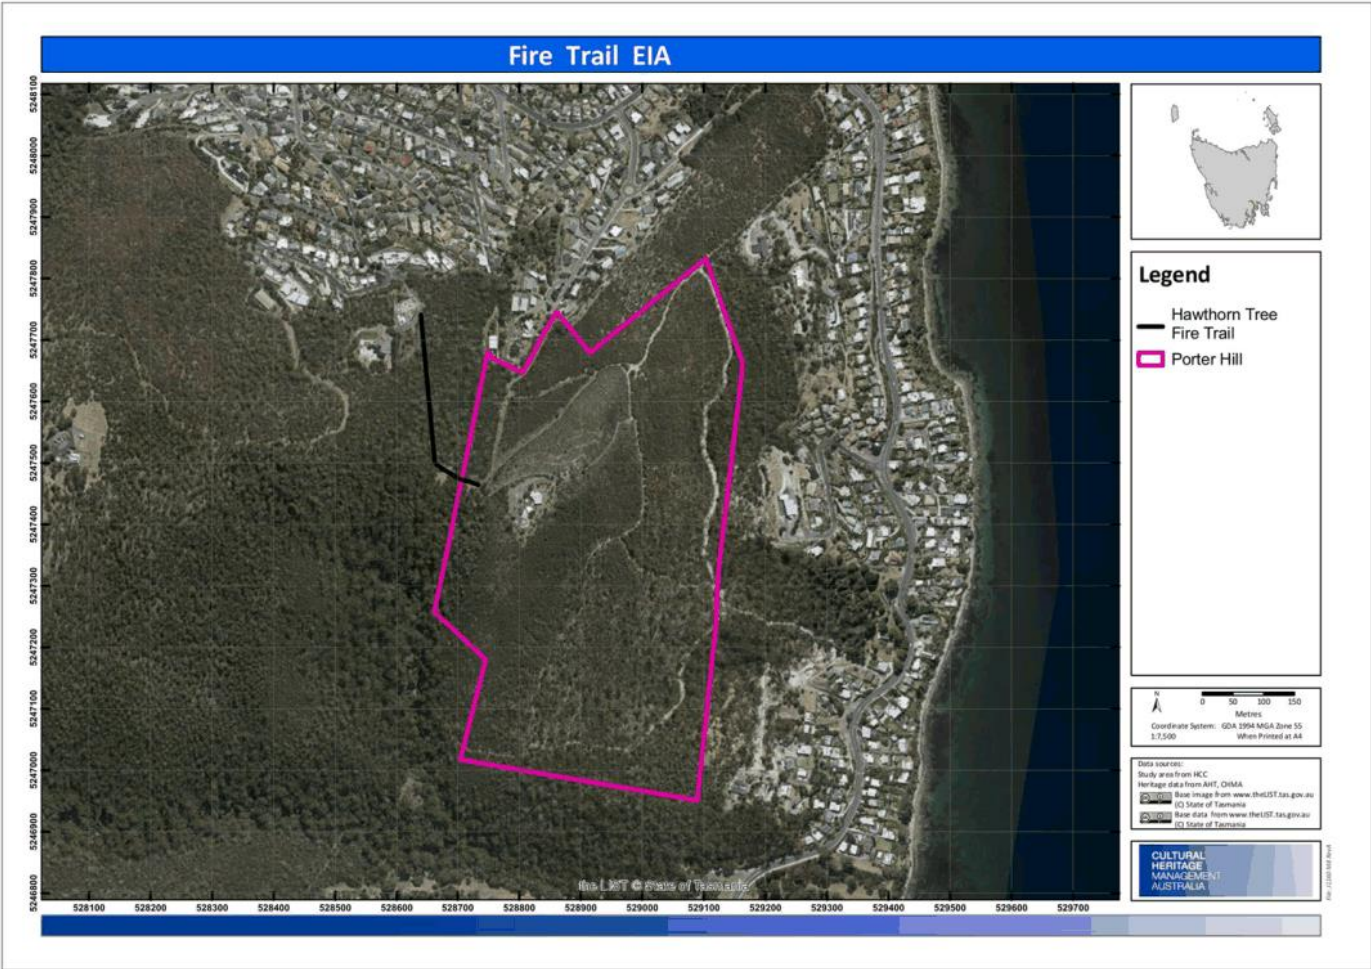 Fire Trail EIA
5248100
5248000
5247900
5247800
5247700
5247600
5247500
5247400
5247300
5247200
5247100
5247000
5246900
5246800
528100 528200 528300 528400 528500 528600 528700 528800 528900 529000 529100 529200 529300 529400 529500 529600 529700
the LIST © State of Tasmania
Legend
Hawthorn Tree
Fire Trail
Porter Hill
N
0 50 100 150
Metres
Coordinate System: GDA 1994 MGA Zone 55
1:7,500 When Printed at A4
Data sources:
Study area from HCC
Heritage data from AHT, CHMA
Base image from www.theLIST.tas.gov.au
(C) State of Tasmania
Base data from www.theLIST.tas.gov.au
(C) State of Tasmania
CULTURAL
HERITAGE
MANAGEMENT
AUSTRALIA